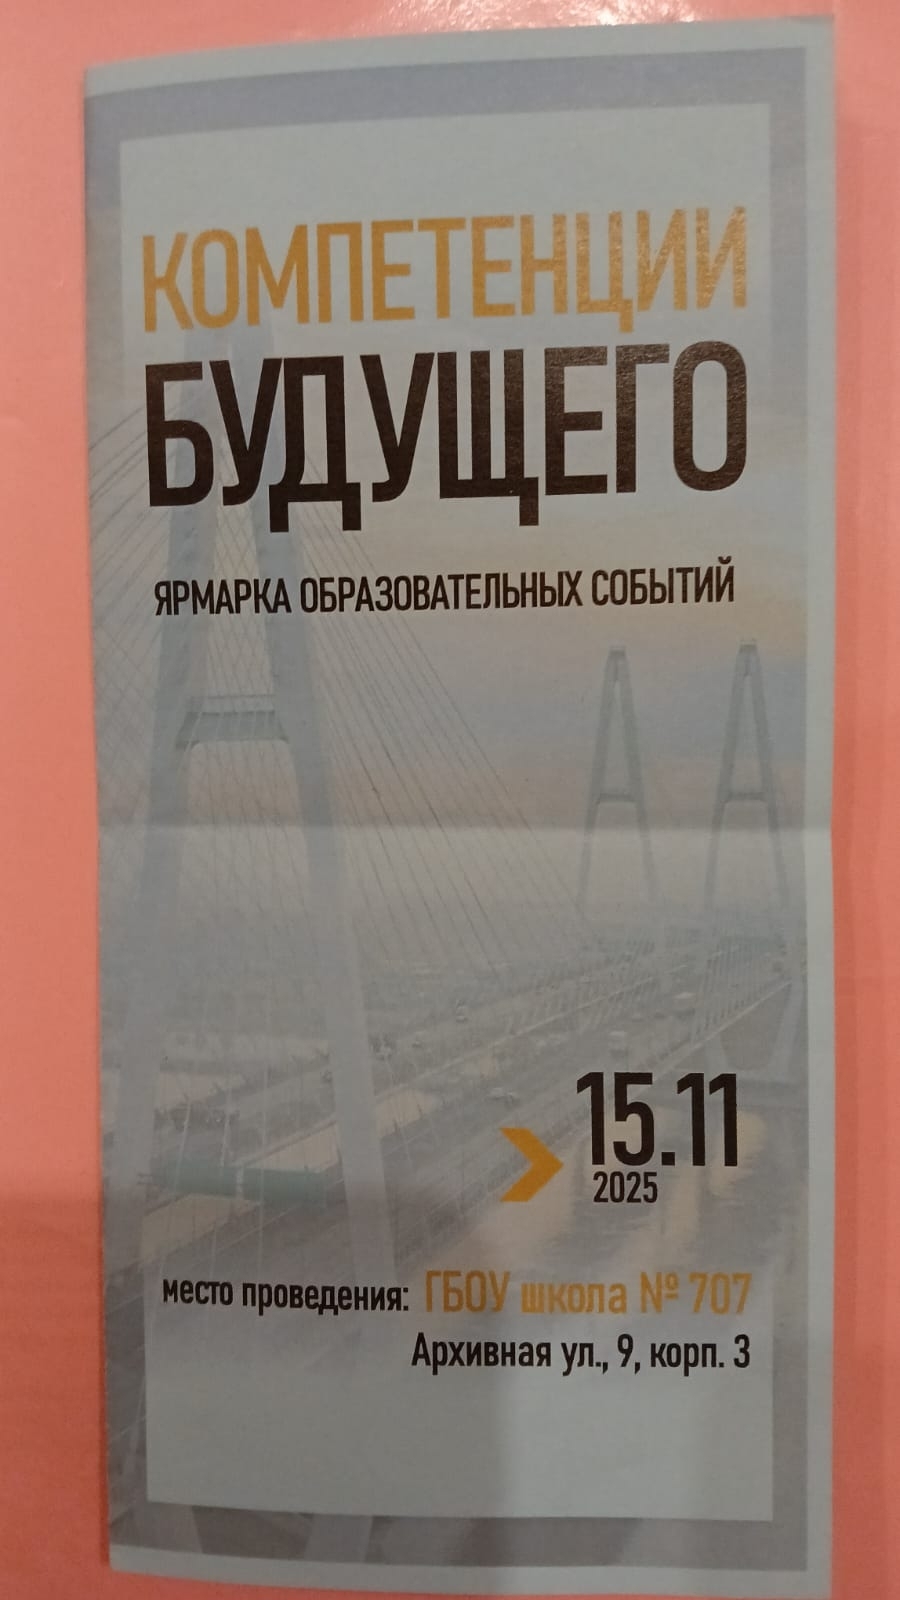 КОМПЕТЕНЦИИ
БУДУЩЕГО
ЯРМАРКА ОБРАЗОВАТЕЛЬНЫХ СОБЫТИЙ
15.11
2025
место проведения: ГБОУ школа № 707
Архивная ул., 9, корп. 3